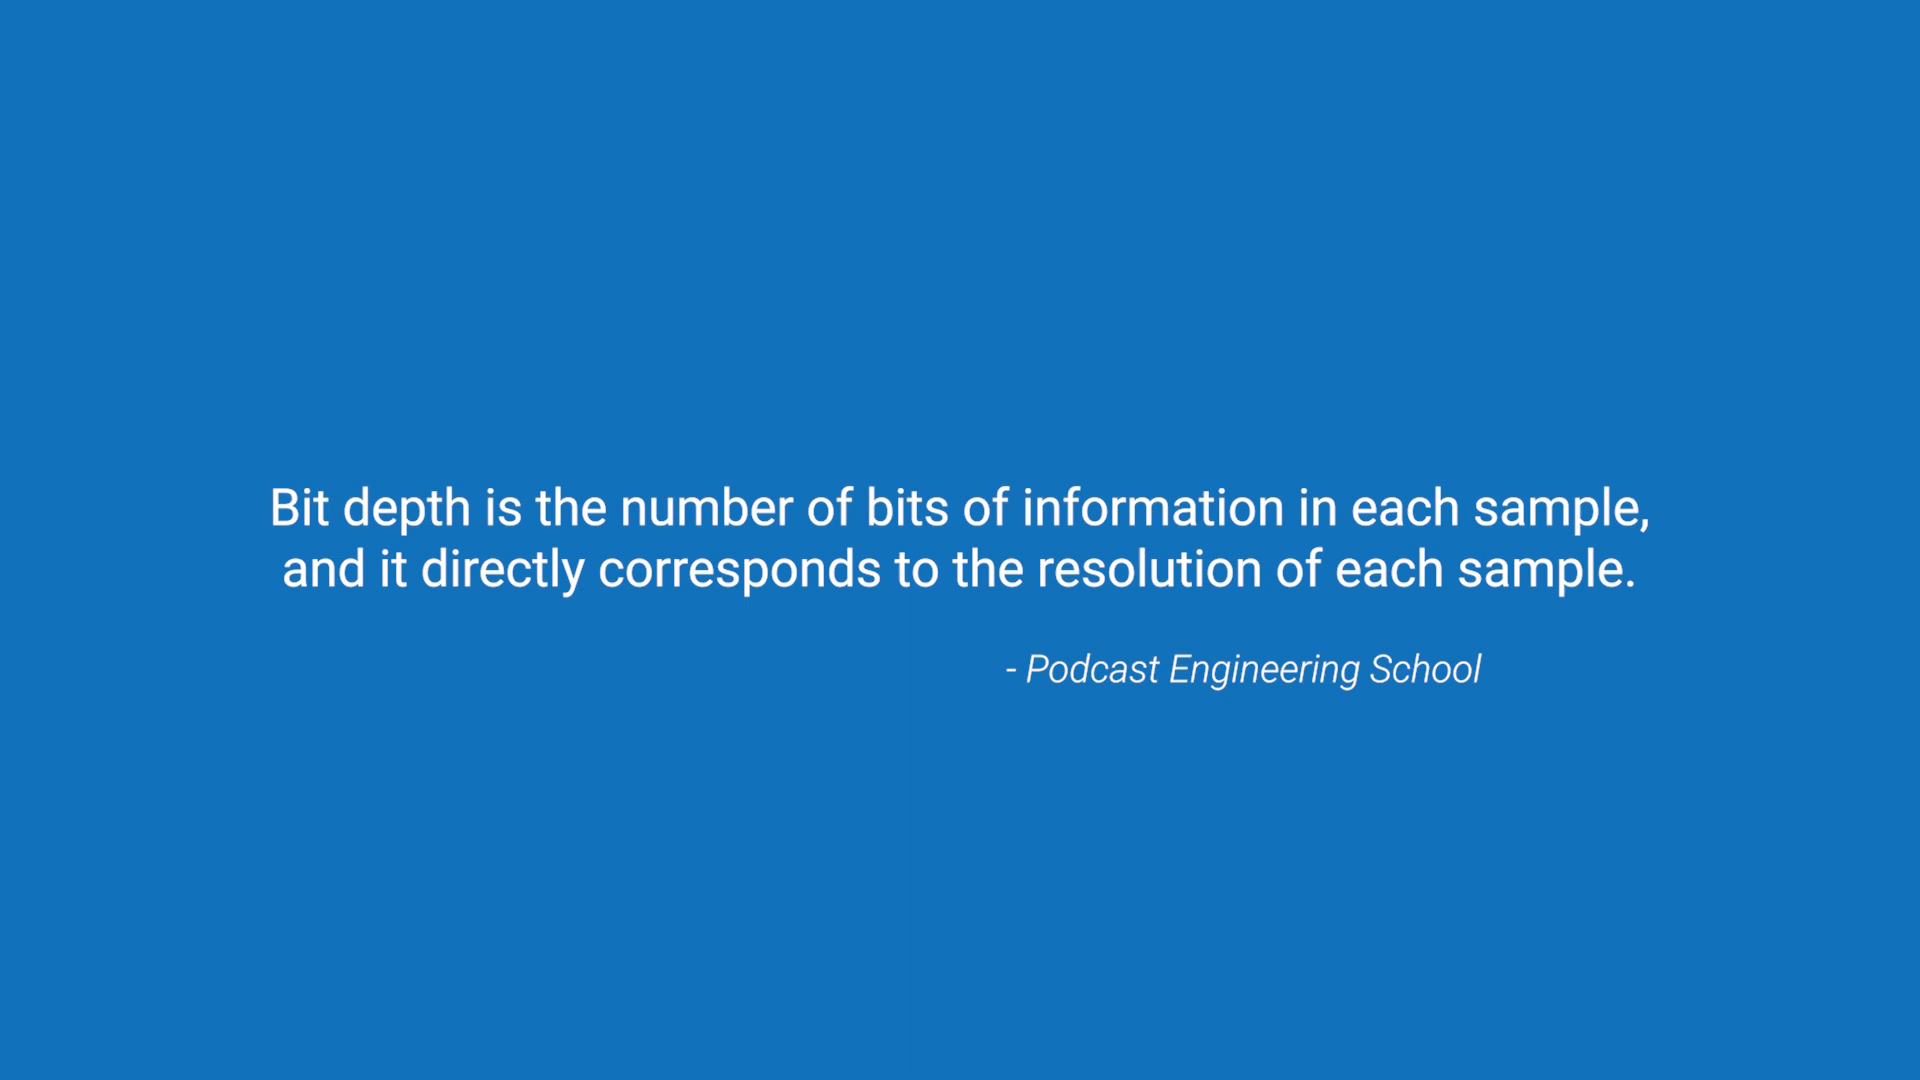 Bit depth is the number of bits of information in each sample,
and it directly corresponds to the resolution of each sample.
- Podcast Engineering School